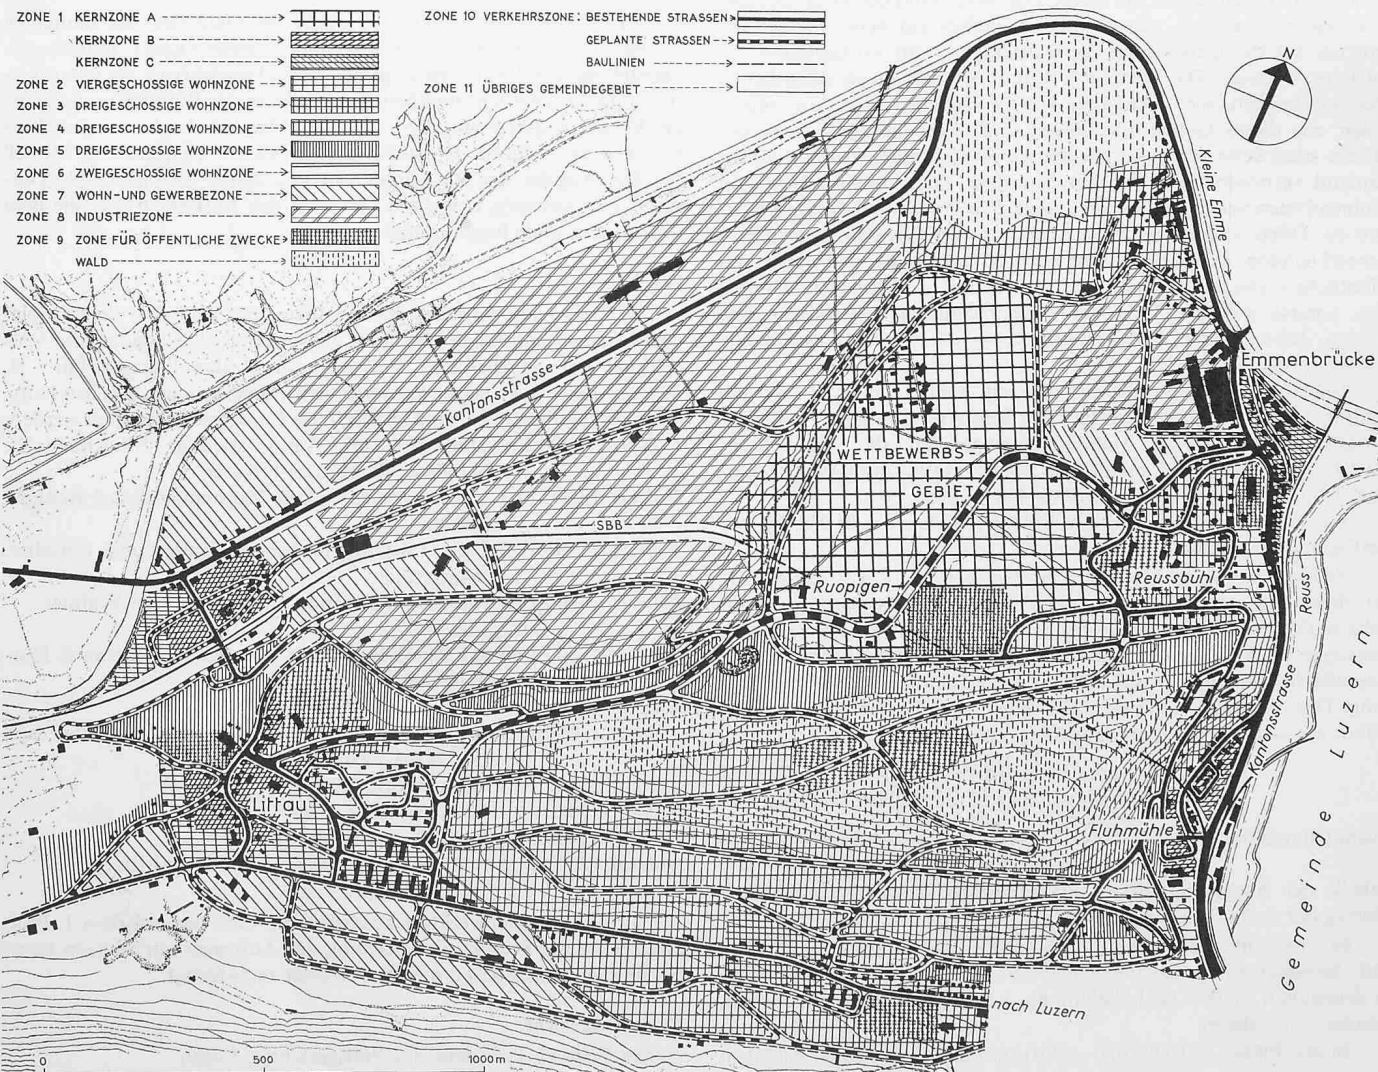 ZONE 1 KERNZONE A
KERNZONE B
KERNZONE C
ZONE 2 VIERGESCHOSSIGE WOHNZONE
ZONE 3 DREIGESCHOSSIGE WOHNZONE
ZONE 4 DREIGESCHOSSIGE WOHNZONE
ZONE 5 DREIGESCHOSSIGE WOHNZONE
ZONE 6 ZWEIGESCHOSSIGE WOHNZONE
ZONE 7 WOHN-UND GEWERBEZONE
ZONE 8 INDUSTRIEZONE
ZONE 9 ZONE FÜR ÖFFENTLICHE ZWECKE
WALD
ZONE 10 VERKEHRSZONE: BESTEHENDE STRASSEN
GEPLANTE STRASSEN
BAULINIEN
ZONE 11 ÜBRIGES GEMEINDEGEBIET
N
Kleine Emme
Emmenbrücke
Kantonsstrasse
WETTBEWERBS-
GEBIET
SBB
Ruopigen
Reussbühl
Reuss
Kantonsstrasse
Gemeinde Luzern
Littau
Fluhmühle
nach Luzern
0 500 1000m